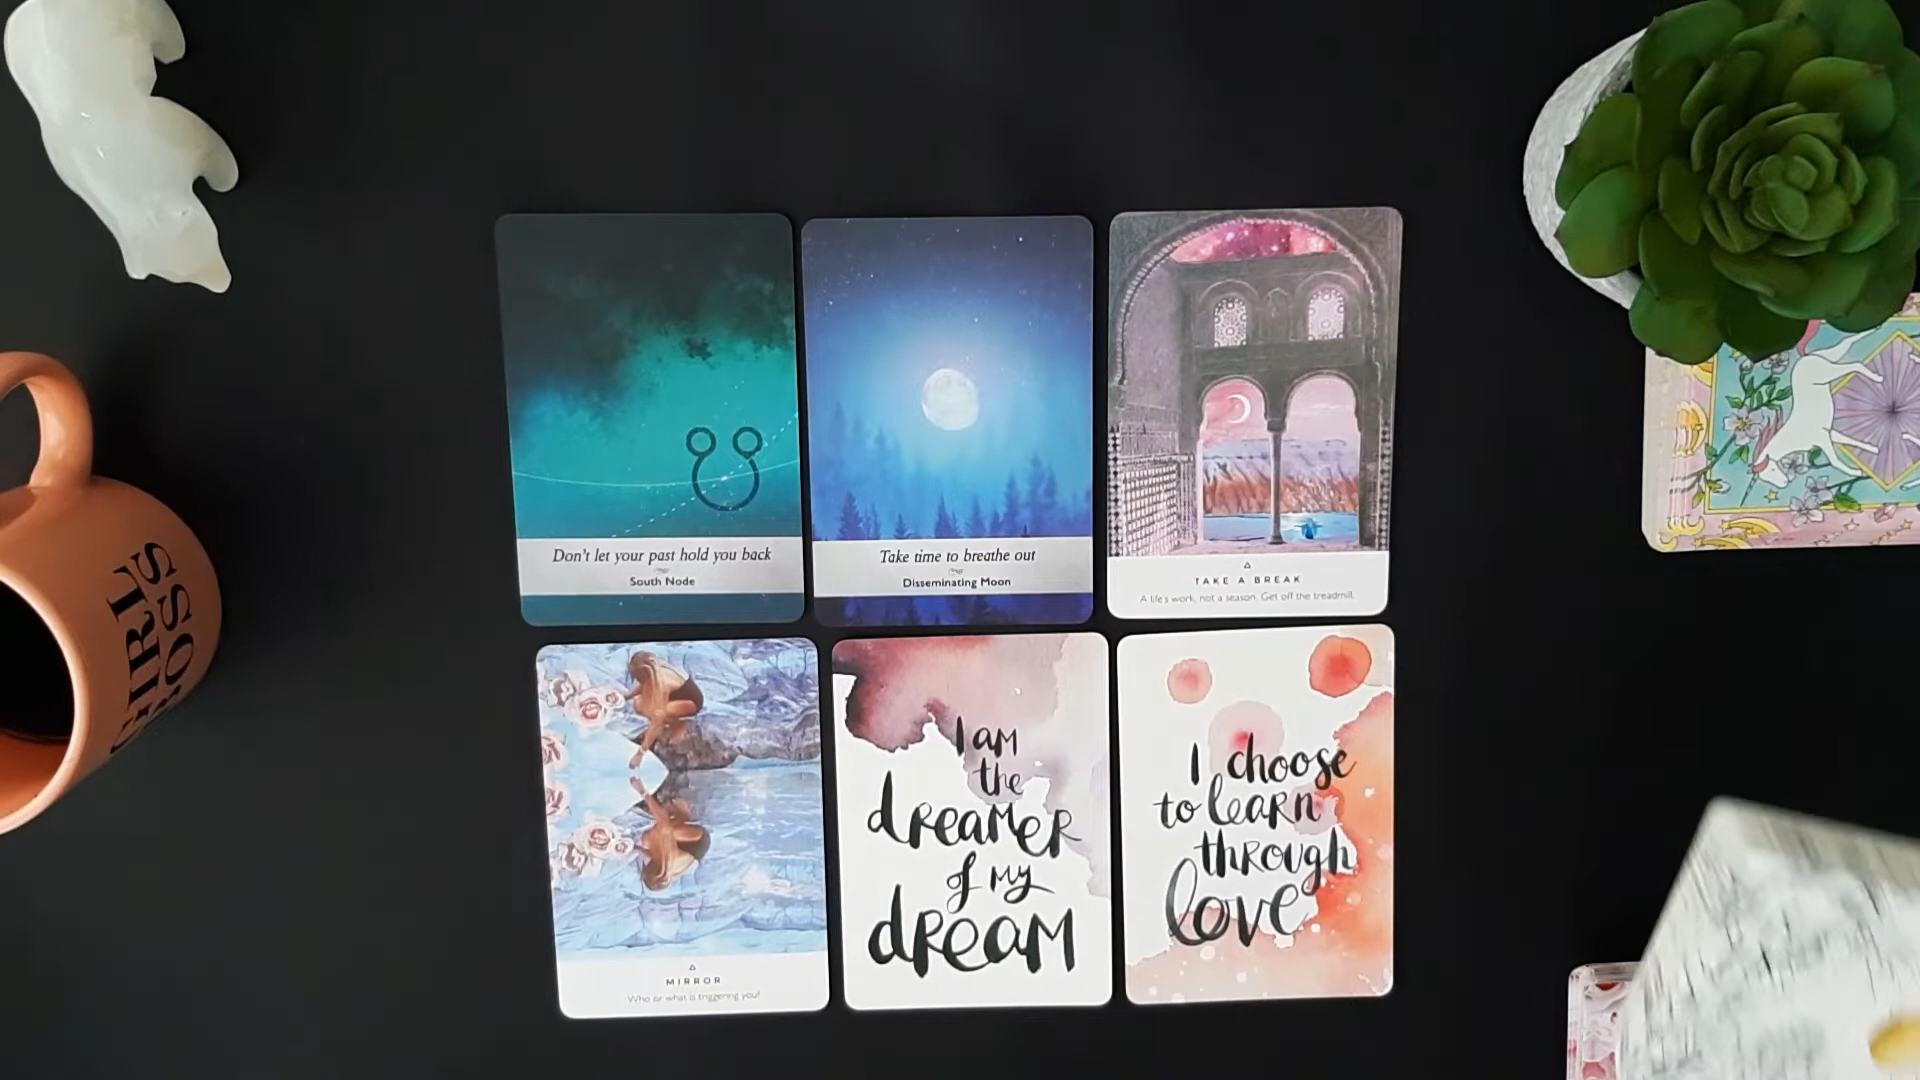 Don't let your past hold you back
South Node
Take time to breathe out
Disseminating Moon
TAKE A BREAK
A life's work, not a season. Get off the treadmill.
GIRL
BOSS
MIRROR
Who or what is triggering you?
I am
the
dreamer
of my
dream
I choose
to learn
through
love